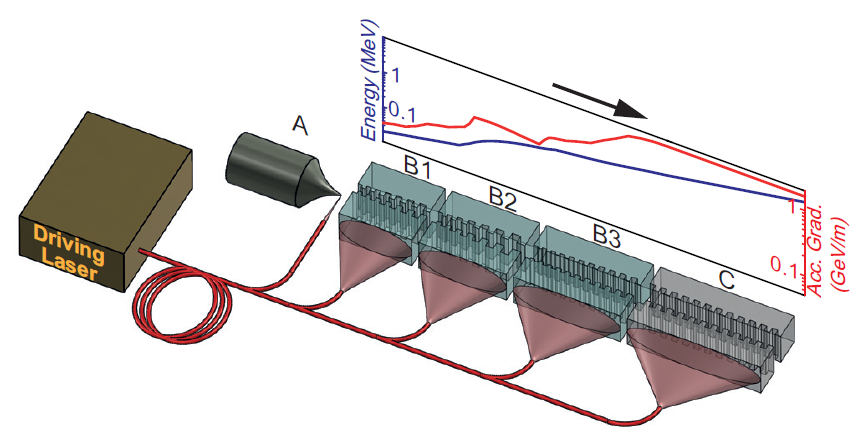 Energy (MeV)
1
0.1
A
B1
B2
B3
C
Driving
Laser
1
0.1
Acc. Grad.
(GeV/m)